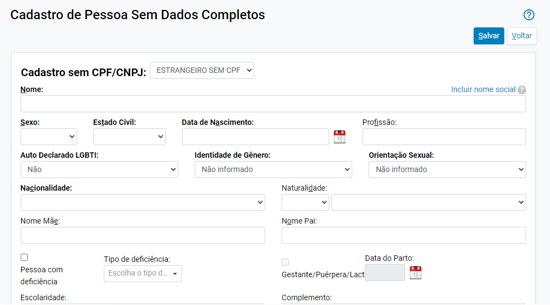 Cadastro de Pessoa Sem Dados Completos
Salvar Voltar
Cadastro sem CPF/CNPJ: ESTRANGEIRO SEM CPF
Nome: Incluir nome social
Sexo: Estado Civil: Data de Nascimento: Profissão:
Auto Declarado LGBTI: Identidade de Gênero: Orientação Sexual:
Não Não informado Não informado
Nacionalidade: Naturalidade:
Nome Mãe: Nome Pai:
Pessoa com deficiência Tipo de deficiência: Gestante/Puérpera/Lact Data do Parto:
Escolha o tipo d...
Escolaridade: Complemento: